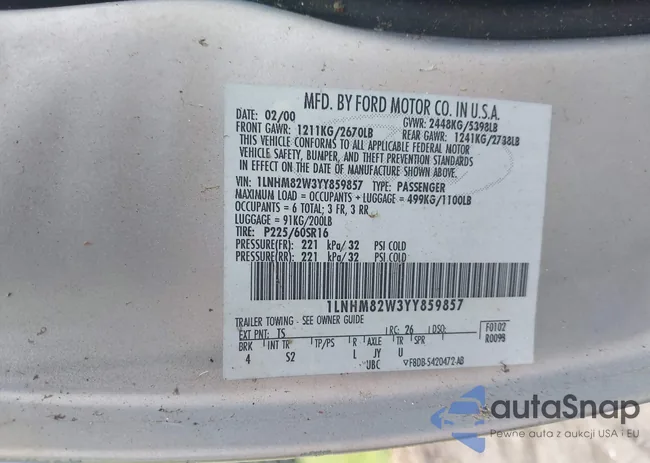 MFD. BY FORD MOTOR CO. IN U.S.A.
DATE: 02/00 GVWR: 2448KG/5398LB
FRONT GAWR: 1211KG/2670LB REAR GAWR: 1241KG/2738LB
THIS VEHICLE CONFORMS TO ALL APPLICABLE FEDERAL MOTOR
VEHICLE SAFETY, BUMPER, AND THEFT PREVENTION STANDARDS
IN EFFECT ON THE DATE OF MANUFACTURE SHOWN ABOVE.
VIN: 1LNHM82W3YY859857 TYPE: PASSENGER
MAXIMUM LOAD = OCCUPANTS + LUGGAGE = 499KG/1100LB
OCCUPANTS = 6 TOTAL; 3 FR, 3 RR
LUGGAGE = 91KG/200LB
TIRE: P225/60SR16
PRESSURE(FR) = 221 kPa/ 32 PSI COLD
PRESSURE(RR) = 221 kPa/ 32 PSI COLD
1LNHM82W3YY859857
TRAILER TOWING - SEE OWNER GUIDE
EXT PNT: TS RC: 26 DSO: F0102
BRK INT TR TP/PS R AXLE TR SPR R0098
4 S2 L JY U
UBC F8DB-5420472-AB
autaSnap
Pewne auta z aukcji USA i EU